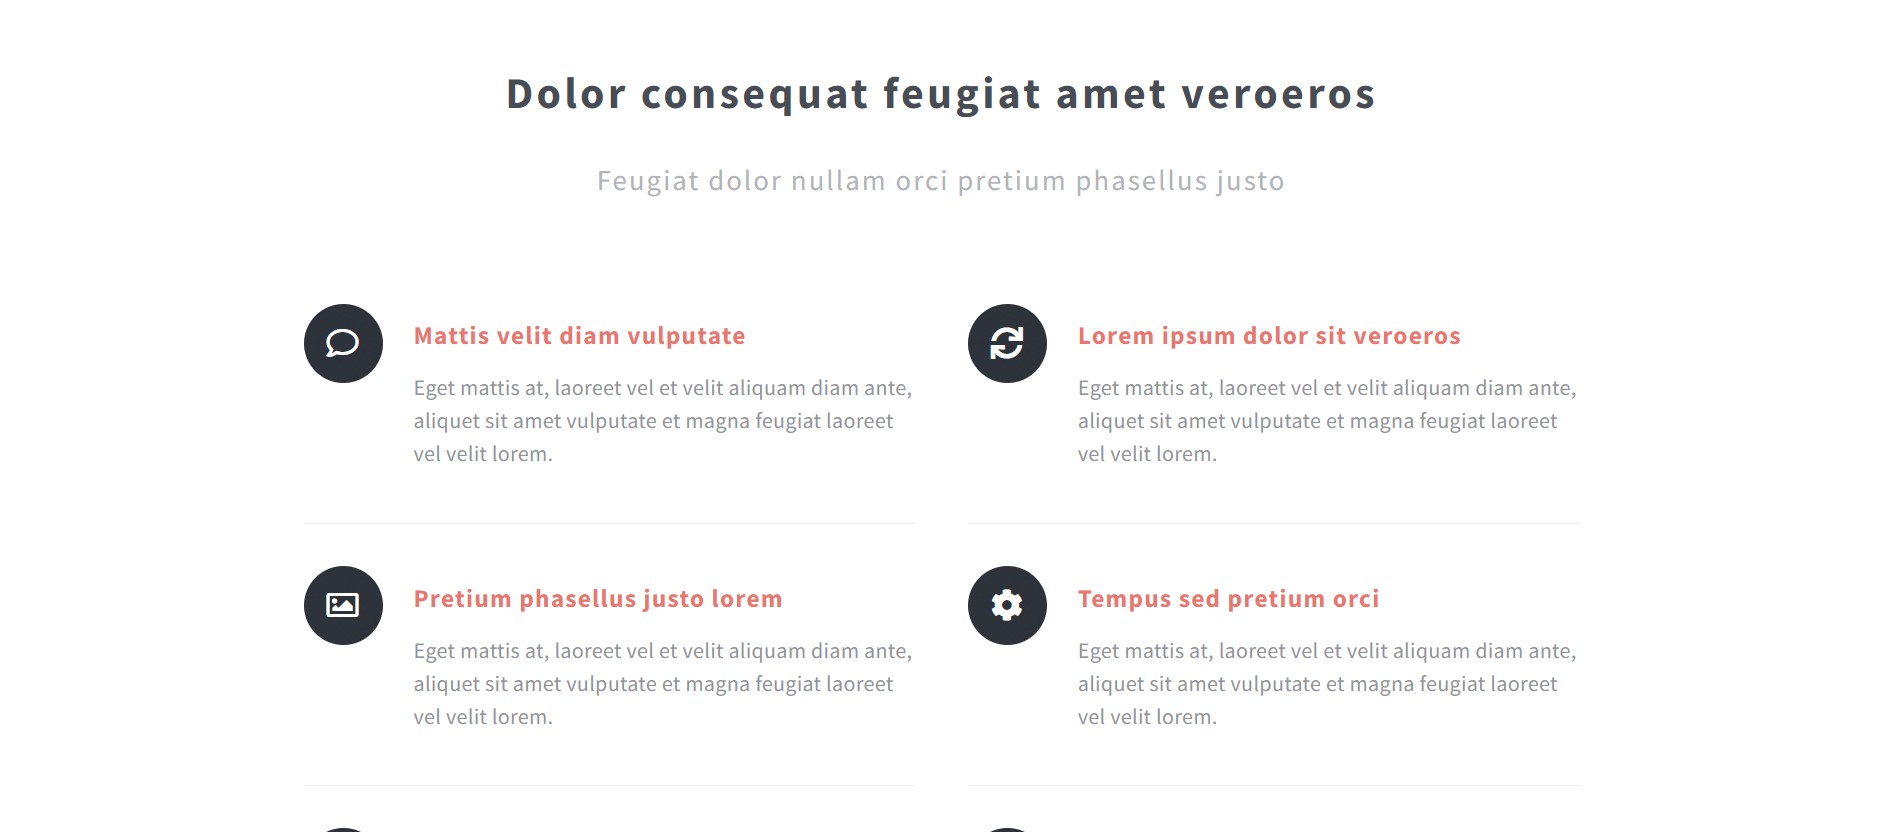 Dolor consequat feugiat amet veroeros
Feugiat dolor nullam orci pretium phasellus justo
Mattis velit diam vulputate
Eget mattis at, laoreet vel et velit aliquam diam ante,
aliquet sit amet vulputate et magna feugiat laoreet
vel velit lorem.
Lorem ipsum dolor sit veroeros
Eget mattis at, laoreet vel et velit aliquam diam ante,
aliquet sit amet vulputate et magna feugiat laoreet
vel velit lorem.
Pretium phasellus justo lorem
Eget mattis at, laoreet vel et velit aliquam diam ante,
aliquet sit amet vulputate et magna feugiat laoreet
vel velit lorem.
Tempus sed pretium orci
Eget mattis at, laoreet vel et velit aliquam diam ante,
aliquet sit amet vulputate et magna feugiat laoreet
vel velit lorem.